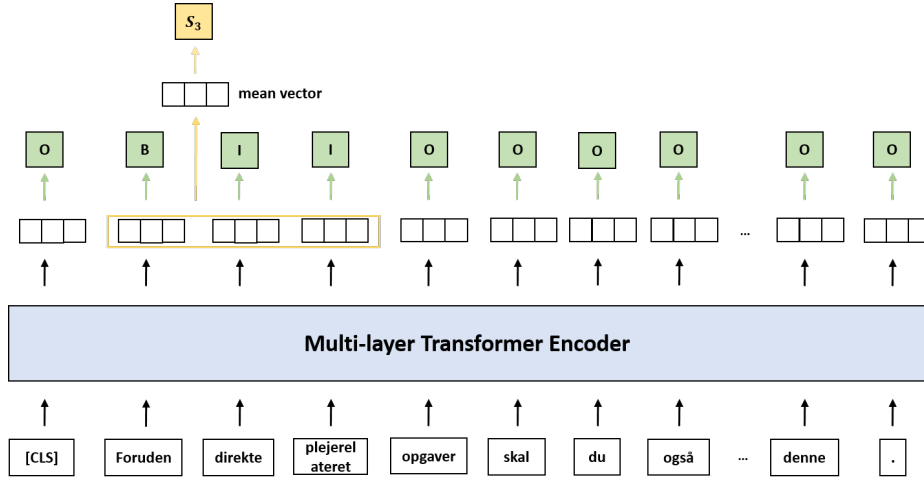 S₃
mean vector
O B I I O O O O O O
...
Multi-layer Transformer Encoder
[CLS] Foruden direkte plejerel opgaver skal du også ... denne .
ateret